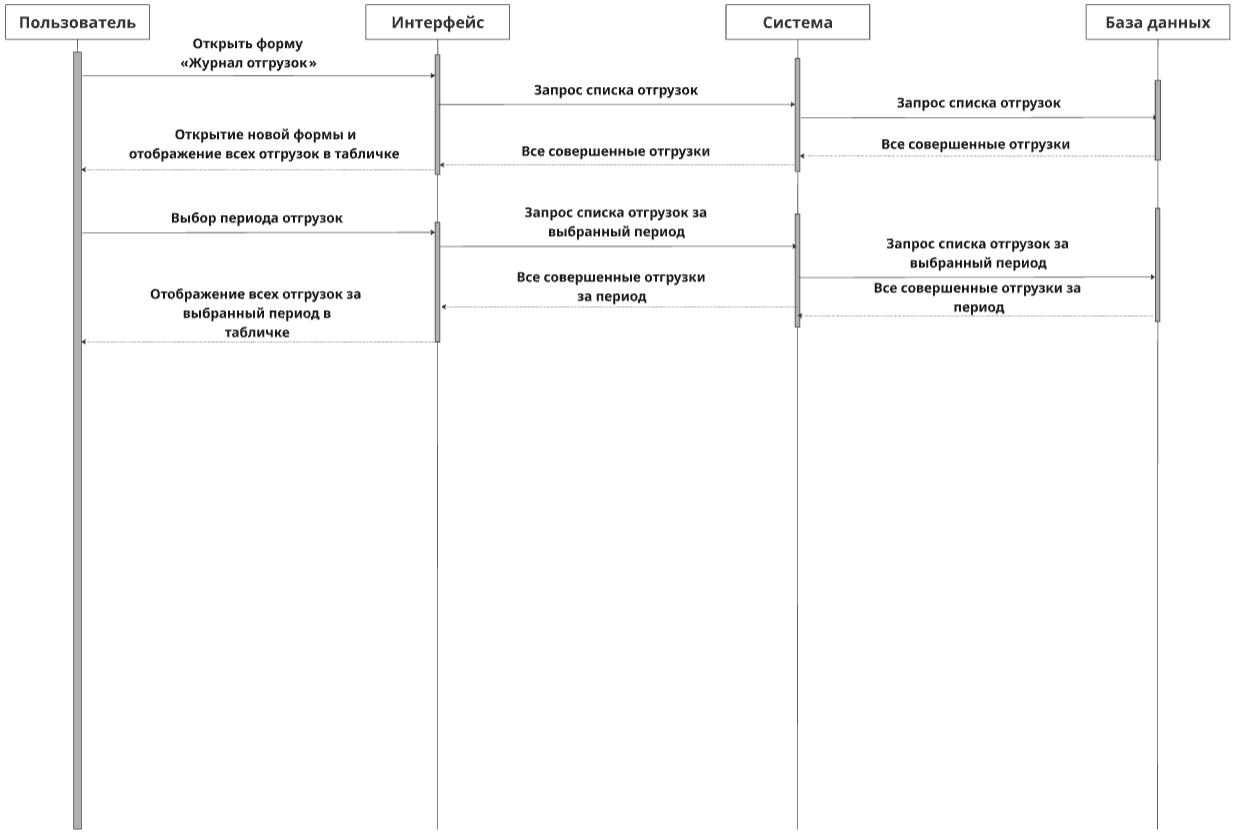 Пользователь
Интерфейс
Система
База данных
Открыть форму
«Журнал отгрузок»
Запрос списка отгрузок
Запрос списка отгрузок
Открытие новой формы и
отображение всех отгрузок в табличке
Все совершенные отгрузки
Все совершенные отгрузки
Выбор периода отгрузок
Запрос списка отгрузок за
выбранный период
Запрос списка отгрузок за
выбранный период
Все совершенные отгрузки за
период
Все совершенные отгрузки
за период
Отображение всех отгрузок за
выбранный период в
табличке